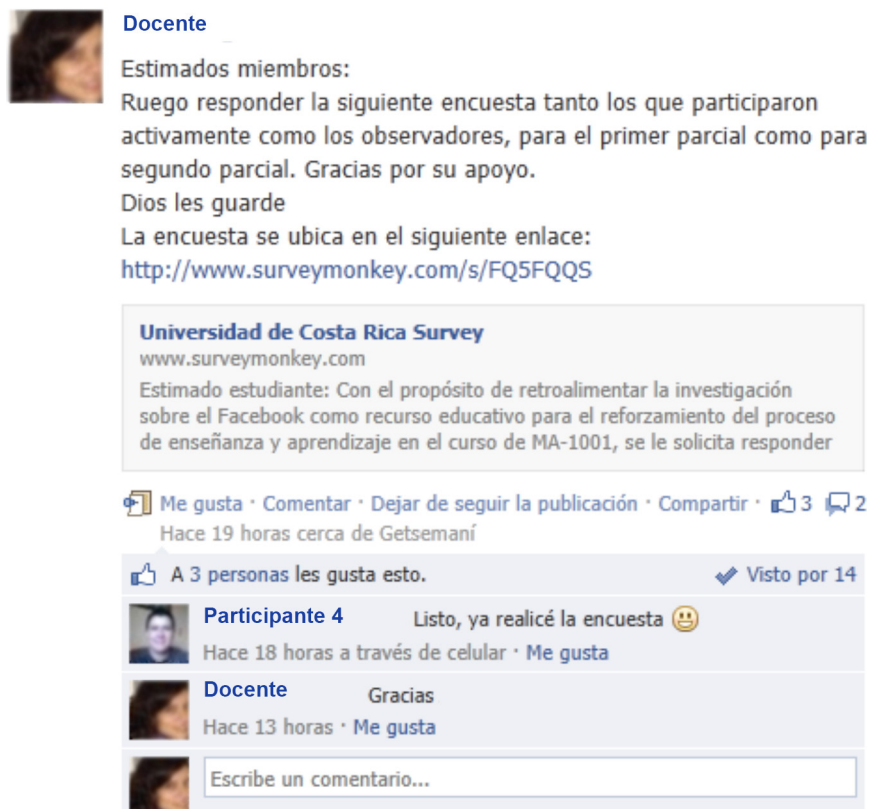 Docente
Estimados miembros:
Ruego responder la siguiente encuesta tanto los que participaron
activamente como los observadores, para el primer parcial como para
segundo parcial. Gracias por su apoyo.
Dios les guarde
La encuesta se ubica en el siguiente enlace:
http://www.surveymonkey.com/s/FQ5FQQS
Universidad de Costa Rica Survey
www.surveymonkey.com
Estimado estudiante: Con el propósito de retroalimentar la investigación
sobre el Facebook como recurso educativo para el reforzamiento del proceso
de enseñanza y aprendizaje en el curso de MA-1001, se le solicita responder
Me gusta · Comentar · Dejar de seguir la publicación · Compartir · 3 2
Hace 19 horas cerca de Getsemaní
A 3 personas les gusta esto. Visto por 14
Participante 4 Listo, ya realicé la encuesta
Hace 18 horas a través de celular · Me gusta
Docente Gracias
Hace 13 horas · Me gusta
Escribe un comentario...